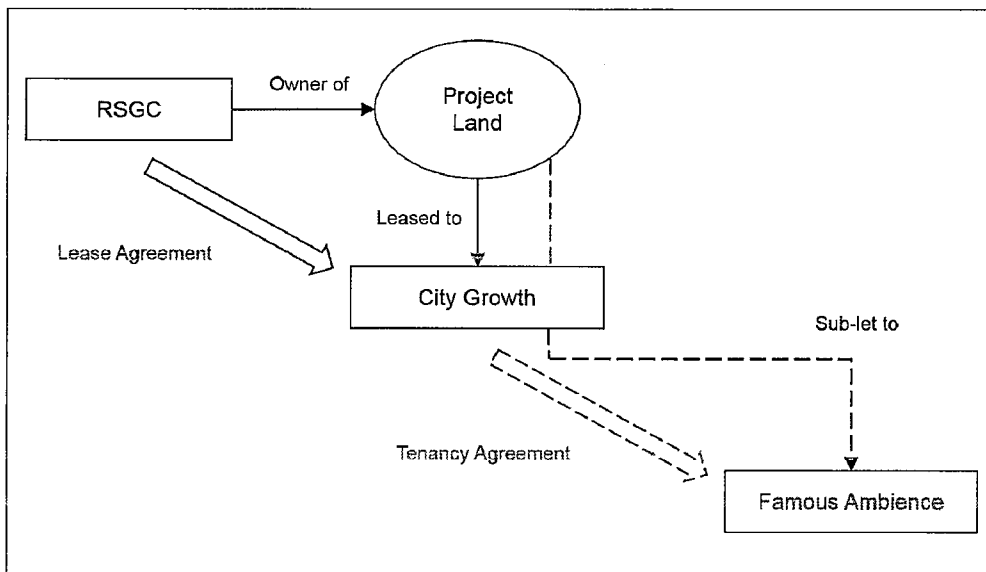 Owner of
RSGC
Project
Land
Leased to
Lease Agreement
City Growth
Sub-let to
Tenancy Agreement
Famous Ambience